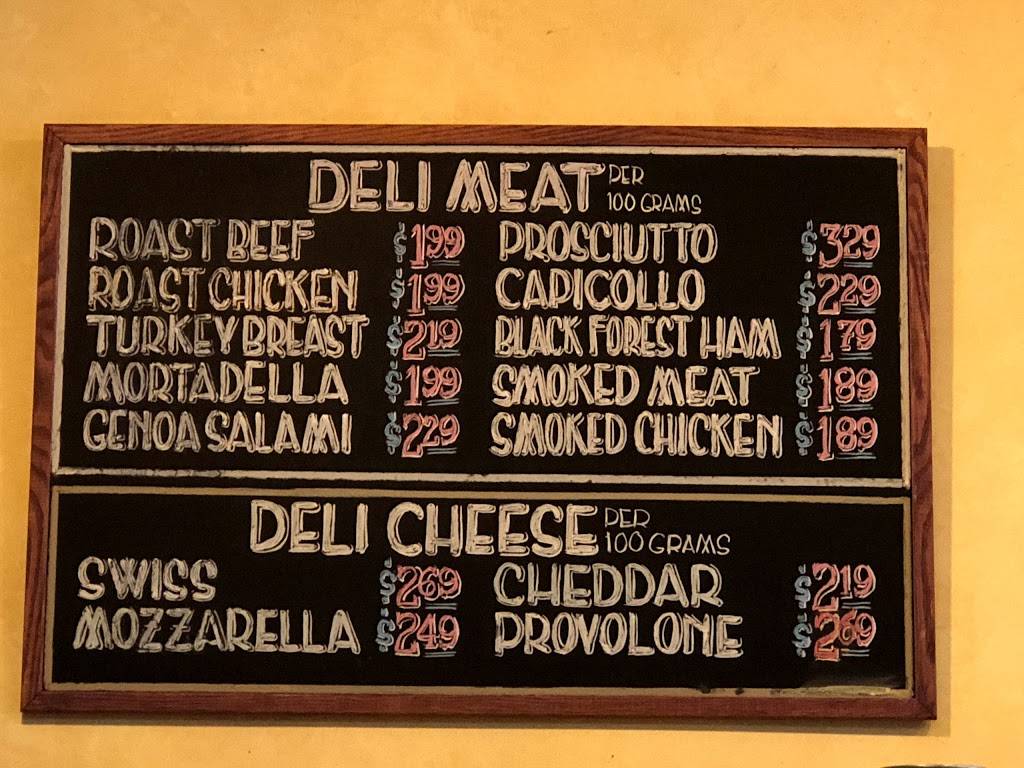 DELI MEAT PER 100 GRAMS
ROAST BEEF $1.99
ROAST CHICKEN $1.99
TURKEY BREAST $2.19
MORTADELLA $1.99
GENOA SALAMI $2.29
PROSCIUTTO $3.29
CAPICOLLO $2.29
BLACK FOREST HAM $1.79
SMOKED MEAT $1.89
SMOKED CHICKEN $1.89
DELI CHEESE PER 100 GRAMS
SWISS $2.69
MOZZARELLA $2.49
CHEDDAR $2.19
PROVOLONE $2.69